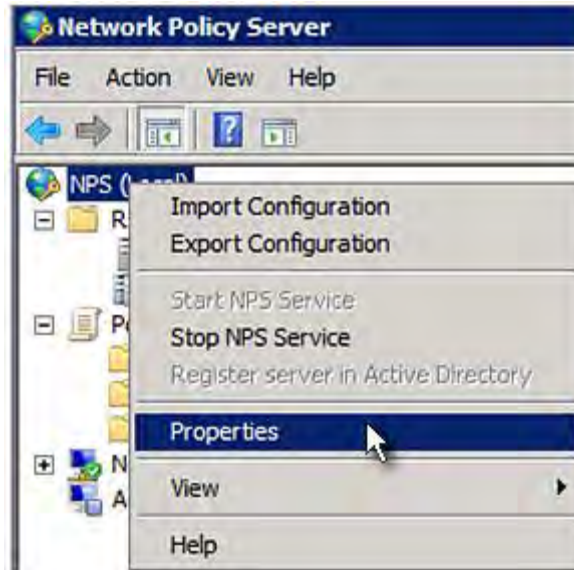 Network Policy Server
File Action View Help
NPS (Local)
Import Configuration
Export Configuration
Start NPS Service
Stop NPS Service
Register server in Active Directory
Properties
View
Help